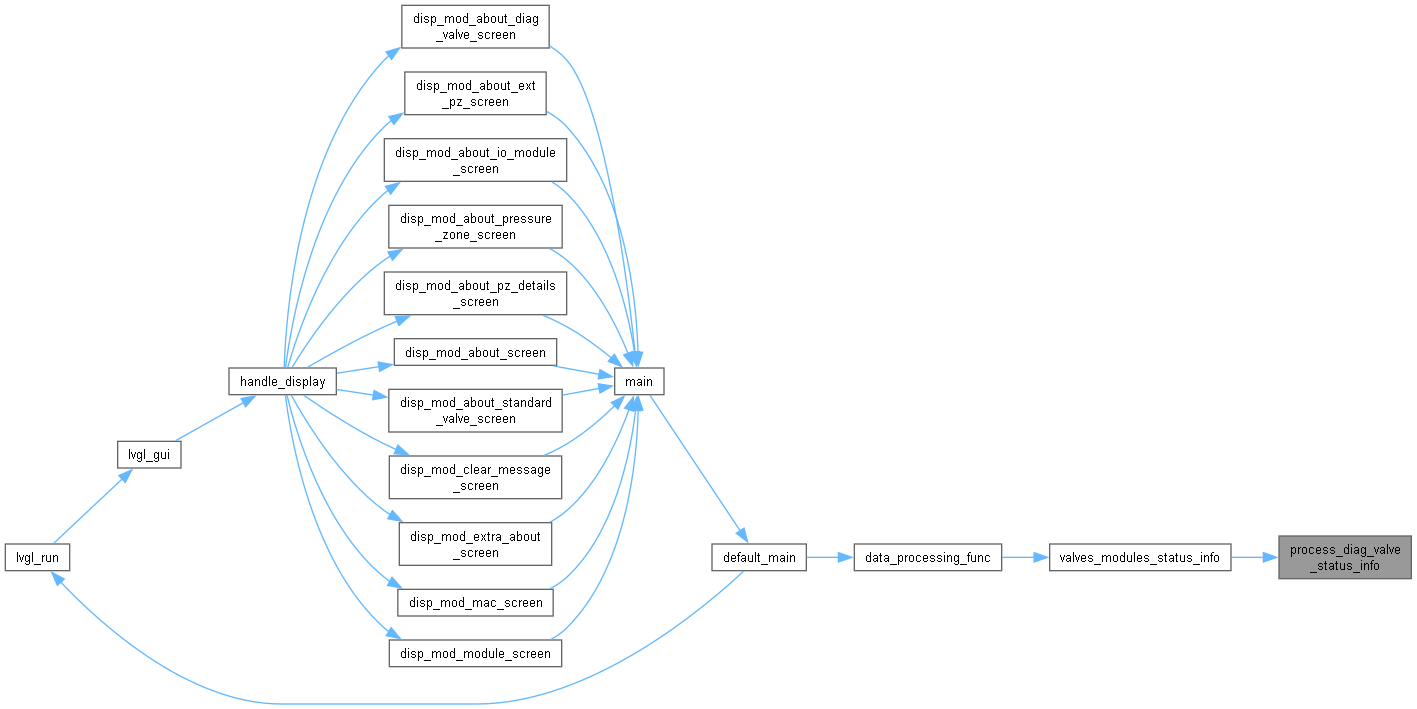 disp_mod_about_diag
_valve_screen
disp_mod_about_ext
_pz_screen
disp_mod_about_io_module
_screen
disp_mod_about_pressure
_zone_screen
disp_mod_about_pz_details
_screen
disp_mod_about_screen
handle_display
main
disp_mod_about_standard
_valve_screen
lvgl_gui
disp_mod_clear_message
_screen
disp_mod_extra_about
_screen
lvgl_run
default_main
data_processing_func
valves_modules_status_info
process_diag_valve
_status_info
disp_mod_mac_screen
disp_mod_module_screen